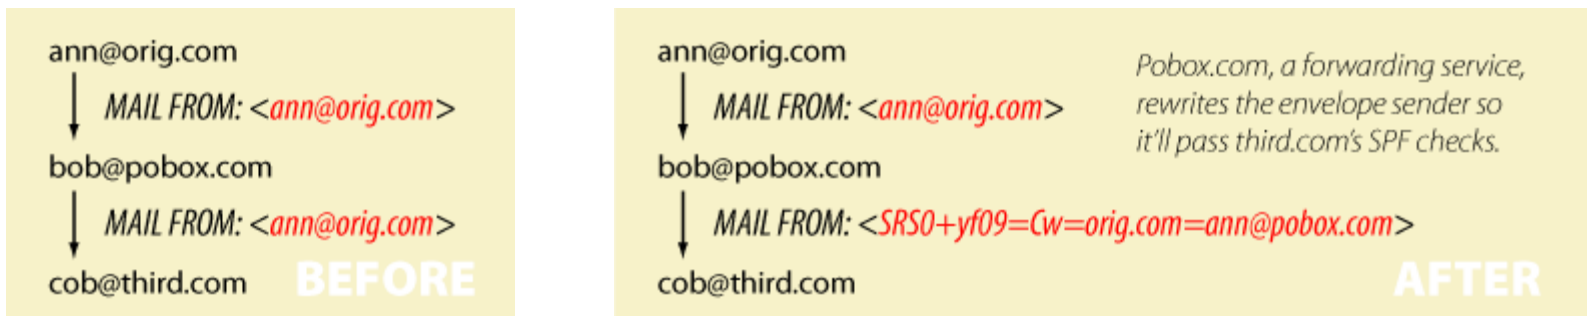 ann@orig.com
MAIL FROM: <ann@orig.com>
bob@pobox.com
MAIL FROM: <ann@orig.com>
cob@third.com
BEFORE
ann@orig.com
MAIL FROM: <ann@orig.com>
bob@pobox.com
MAIL FROM: <SRS0+yf09=Cw=orig.com=ann@pobox.com>
cob@third.com
Pobox.com, a forwarding service,
rewrites the envelope sender so
it'll pass third.com's SPF checks.
AFTER